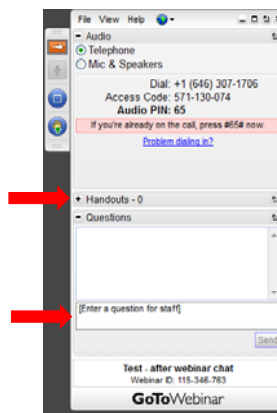 File View Help
Audio
Telephone
Mic & Speakers
Dial: +1 (646) 307-1706
Access Code: 571-130-074
Audio PIN: 65
If you're already on the call, press #65# now.
Problem dialing in?
Handouts - 0
Questions
[Enter a question for staff]
Send
Test - after webinar chat
Webinar ID: 115-346-763
GoToWebinar